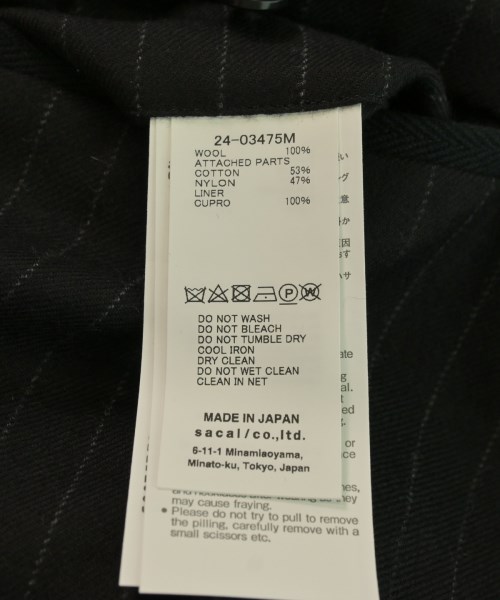 24-03475M
WOOL 100%
ATTACHED PARTS
COTTON 53%
NYLON 47%
LINER
CUPRO 100%
P
W
DO NOT WASH
DO NOT BLEACH
DO NOT TUMBLE DRY
COOL IRON
DRY CLEAN
DO NOT WET CLEAN
CLEAN IN NET
MADE IN JAPAN
sacai/co.,ltd.
6-11-1 Minamiaoyama,
Minato-ku, Tokyo, Japan
may cause fraying.
• Please do not try to pull to remove
the pilling, carefully remove with a
small scissors etc.